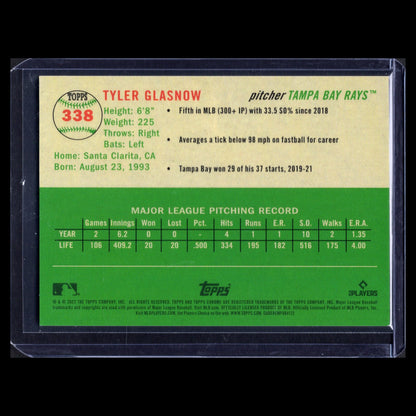 TOPPS
338
TYLER GLASNOW
pitcher TAMPA BAY RAYS™
Height: 6'8"
Weight: 225
Throws: Right
Bats: Left
Home: Santa Clarita, CA
Born: August 23, 1993
• Fifth in MLB (300+ IP) with 33.5 SO% since 2018
• Averages a tick below 98 mph on fastball for career
• Tampa Bay won 29 of his 37 starts, 2019-21
MAJOR LEAGUE PITCHING RECORD
Games Innings Won Lost Pct. Hits Runs E.R. S.O. Walks E.R.A.
YEAR 2 6.2 0 0 - 4 1 1 10 2 1.35
LIFE 106 409.2 20 20 .500 334 195 182 516 175 4.00
TOPPS
PLAYERS